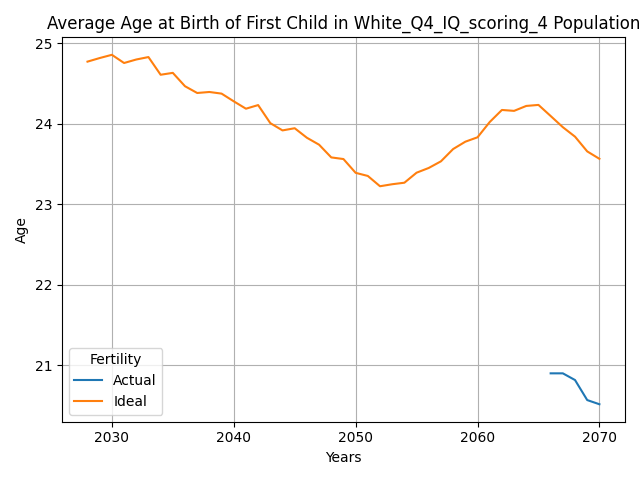 Average Age at Birth of First Child in White_Q4_IQ_scoring_4 Population
25
24
23
22
21
Age
Fertility
Actual
Ideal
2030 2040 2050 2060 2070
Years